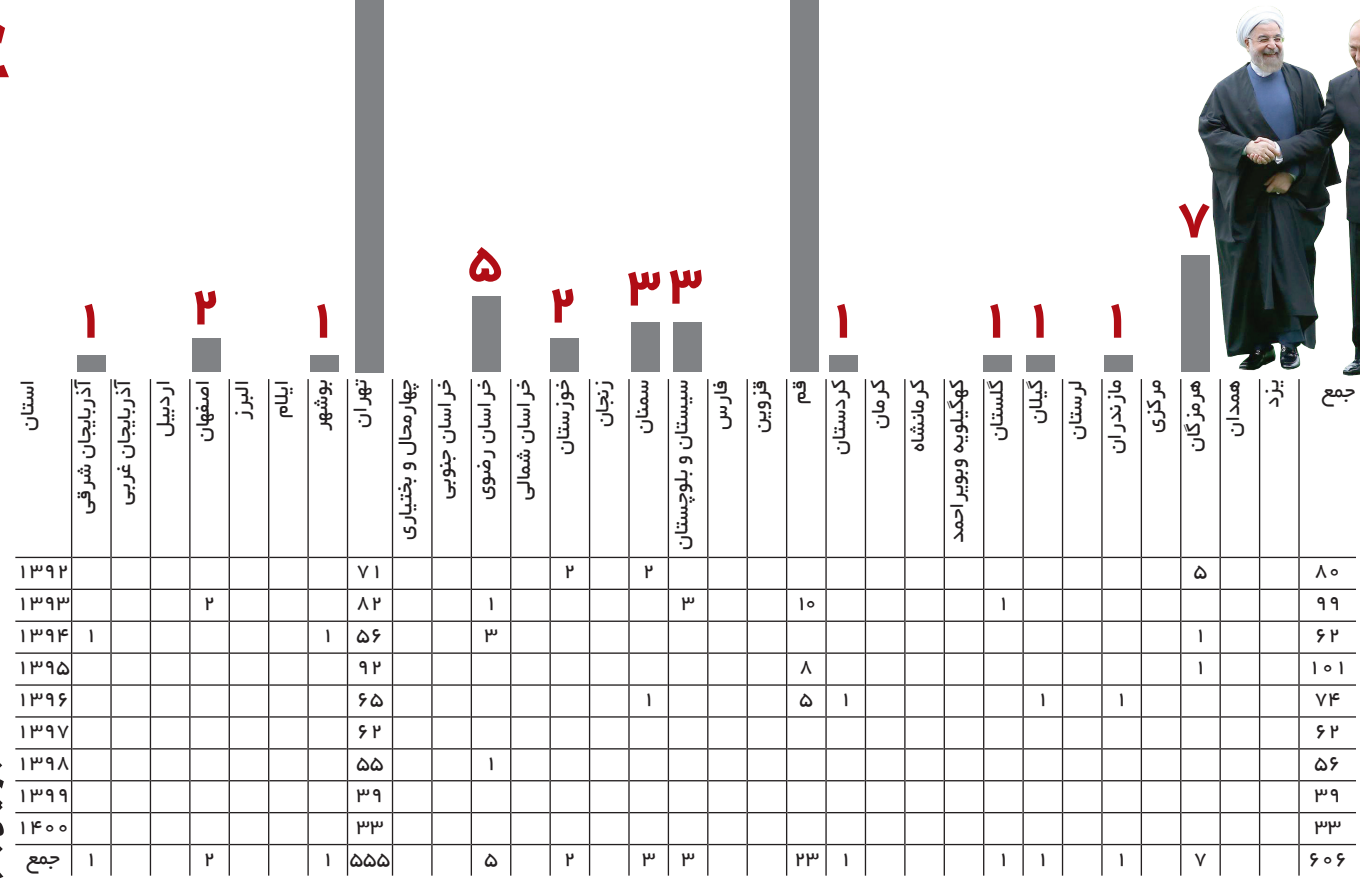 ۱ ۲ ۱ ۵ ۲ ۳ ۳ ۱ ۱ ۱ ۱ ۷
استان آذربایجان شرقی آذربایجان غربی اردبیل اصفهان البرز ایلام بوشهر تهران چهارمحال و بختیاری خراسان جنوبی خراسان رضوی خراسان شمالی خوزستان زنجان سمنان سیستان و بلوچستان فارس قزوین قم کردستان کرمان کرمانشاه کهگیلویه وبویراحمد گلستان گیلان لرستان مازندران مرکزی هرمزگان همدان یزد جمع
۱۳۹۲ ۷۱ ۲ ۲ ۵ ۸۰
۱۳۹۳ ۲ ۸۲ ۱ ۳ ۱۰ ۱ ۹۹
۱۳۹۴ ۱ ۱ ۵۶ ۳ ۱ ۶۲
۱۳۹۵ ۹۲ ۸ ۱ ۱۰۱
۱۳۹۶ ۶۵ ۱ ۵ ۱ ۱ ۱ ۷۴
۱۳۹۷ ۶۲ ۶۲
۱۳۹۸ ۵۵ ۱ ۵۶
۱۳۹۹ ۳۹ ۳۹
۱۴۰۰ ۳۳ ۳۳
جمع ۱ ۲ ۱ ۵۵۵ ۵ ۲ ۳ ۳ ۲۳ ۱ ۱ ۱ ۱ ۷ ۶۰۶